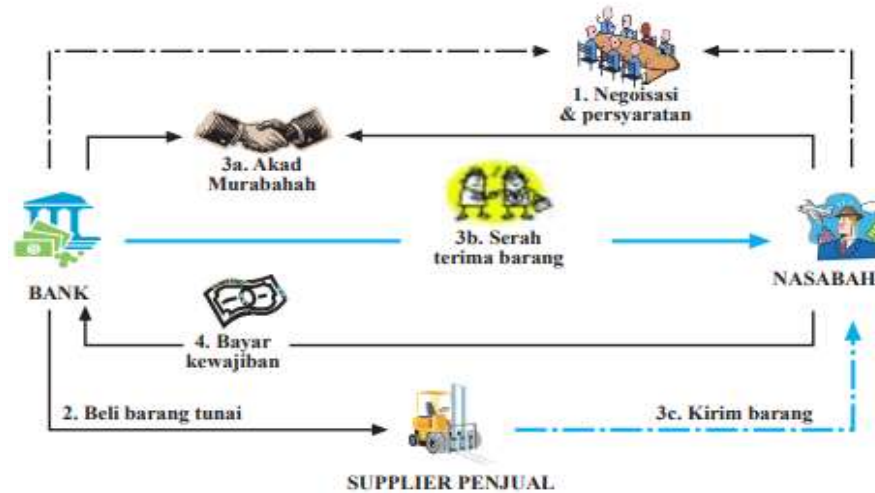 1. Negoisasi
& persyaratan
3a. Akad
Murabahah
3b. Serah
terima barang
BANK
NASABAH
4. Bayar
kewajiban
2. Beli barang tunai
3c. Kirim barang
SUPPLIER PENJUAL